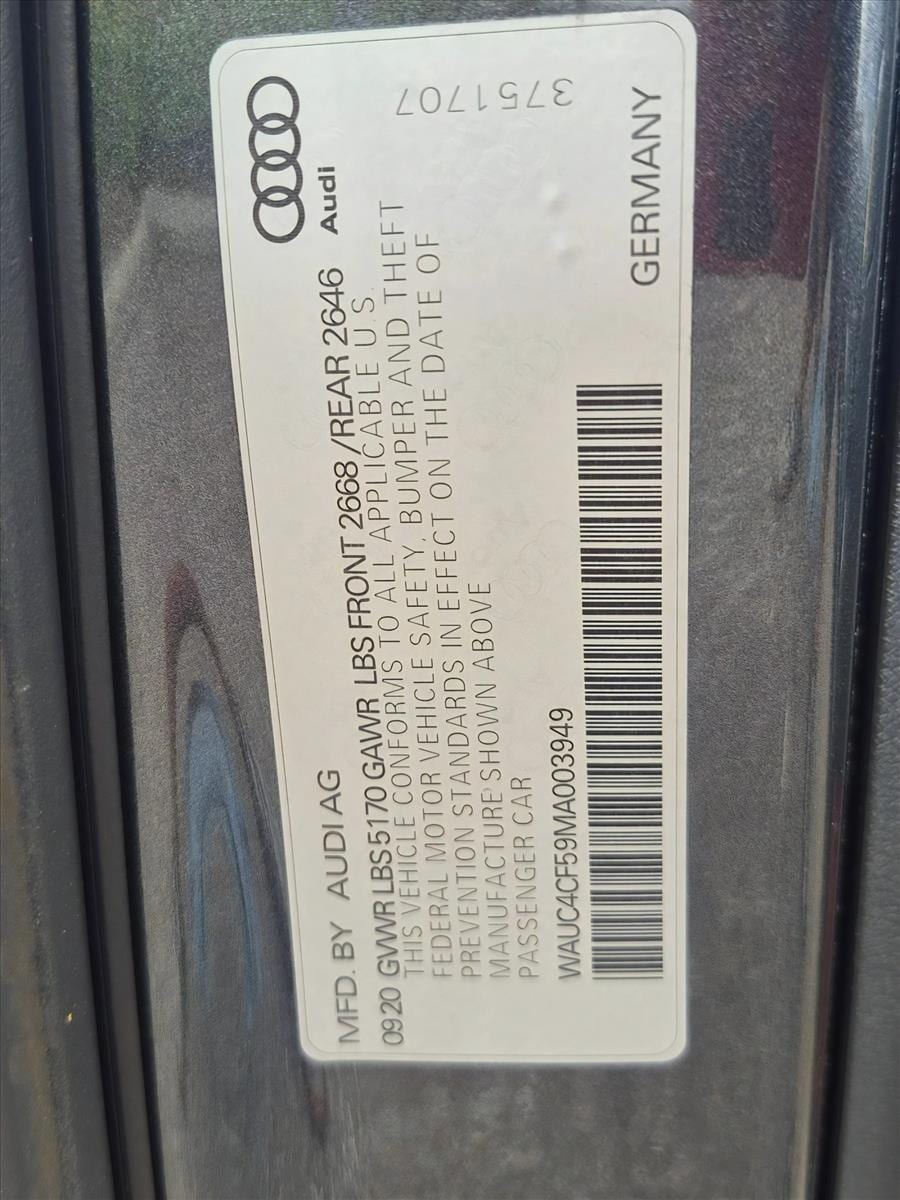 MFD. BY AUDI AG
Audi
0920 GVWR LBS 5170 GAWR LBS FRONT 2668 /REAR 2646
THIS VEHICLE CONFORMS TO ALL APPLICABLE U.S.
FEDERAL MOTOR VEHICLE SAFETY, BUMPER AND THEFT
PREVENTION STANDARDS IN EFFECT ON THE DATE OF
MANUFACTURE SHOWN ABOVE
PASSENGER CAR
WAUC4CF59MA003949
GERMANY
3751707